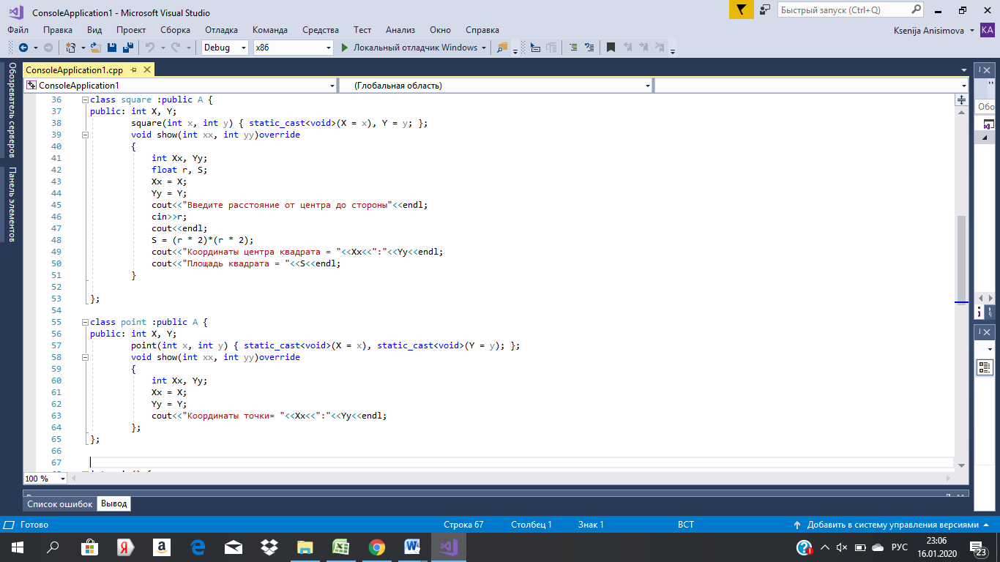 ConsoleApplication1 - Microsoft Visual Studio
Быстрый запуск (Ctrl+Q)
Файл Правка Вид Проект Сборка Отладка Команда Средства Тест Анализ Окно Справка
Ksenija Anisimova KA
Debug x86 Локальный отладчик Windows
Обозреватель серверов
Панель элементов
ConsoleApplication1.cpp
ConsoleApplication1 (Глобальная область)
Обо
36 class square :public A {
37 public: int X, Y;
38 square(int x, int y) { static_cast<void>(X = x), Y = y; };
39 void show(int xx, int yy)override
40 {
41 int Xx, Yy;
42 float r, S;
43 Xx = X;
44 Yy = Y;
45 cout<<"Введите расстояние от центра до стороны"<<endl;
46 cin>>r;
47 cout<<endl;
48 S = (r * 2)*(r * 2);
49 cout<<"Координаты центра квадрата = "<<Xx<<":"<<Yy<<endl;
50 cout<<"Площадь квадрата = "<<S<<endl;
51 }
52
53 };
54
55 class point :public A {
56 public: int X, Y;
57 point(int x, int y) { static_cast<void>(X = x), static_cast<void>(Y = y); };
58 void show(int xx, int yy)override
59 {
60 int Xx, Yy;
61 Xx = X;
62 Yy = Y;
63 cout<<"Координаты точки= "<<Xx<<":"<<Yy<<endl;
64 };
65 };
66
67
100 %
Список ошибок Вывод
Готово Строка 67 Столбец 1 Знак 1 ВСТ Добавить в систему управления версиями
РУС
23:06
16.01.2020
23